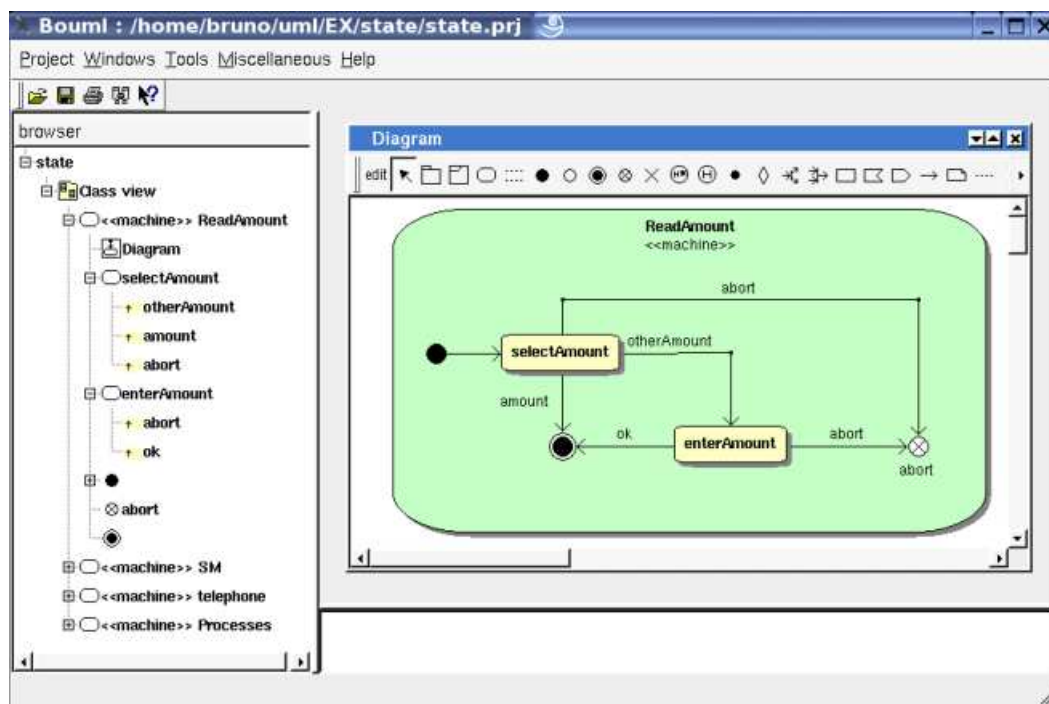 Bouml : /home/bruno/uml/EX/state/state.prj
Project Windows Tools Miscellaneous Help
browser
state
Class view
<<machine>> ReadAmount
Diagram
selectAmount
otherAmount
amount
abort
enterAmount
abort
ok
abort
<<machine>> SM
<<machine>> telephone
<<machine>> Processes
Diagram
edit
ReadAmount
<<machine>>
abort
selectAmount
otherAmount
amount
ok
enterAmount
abort
abort